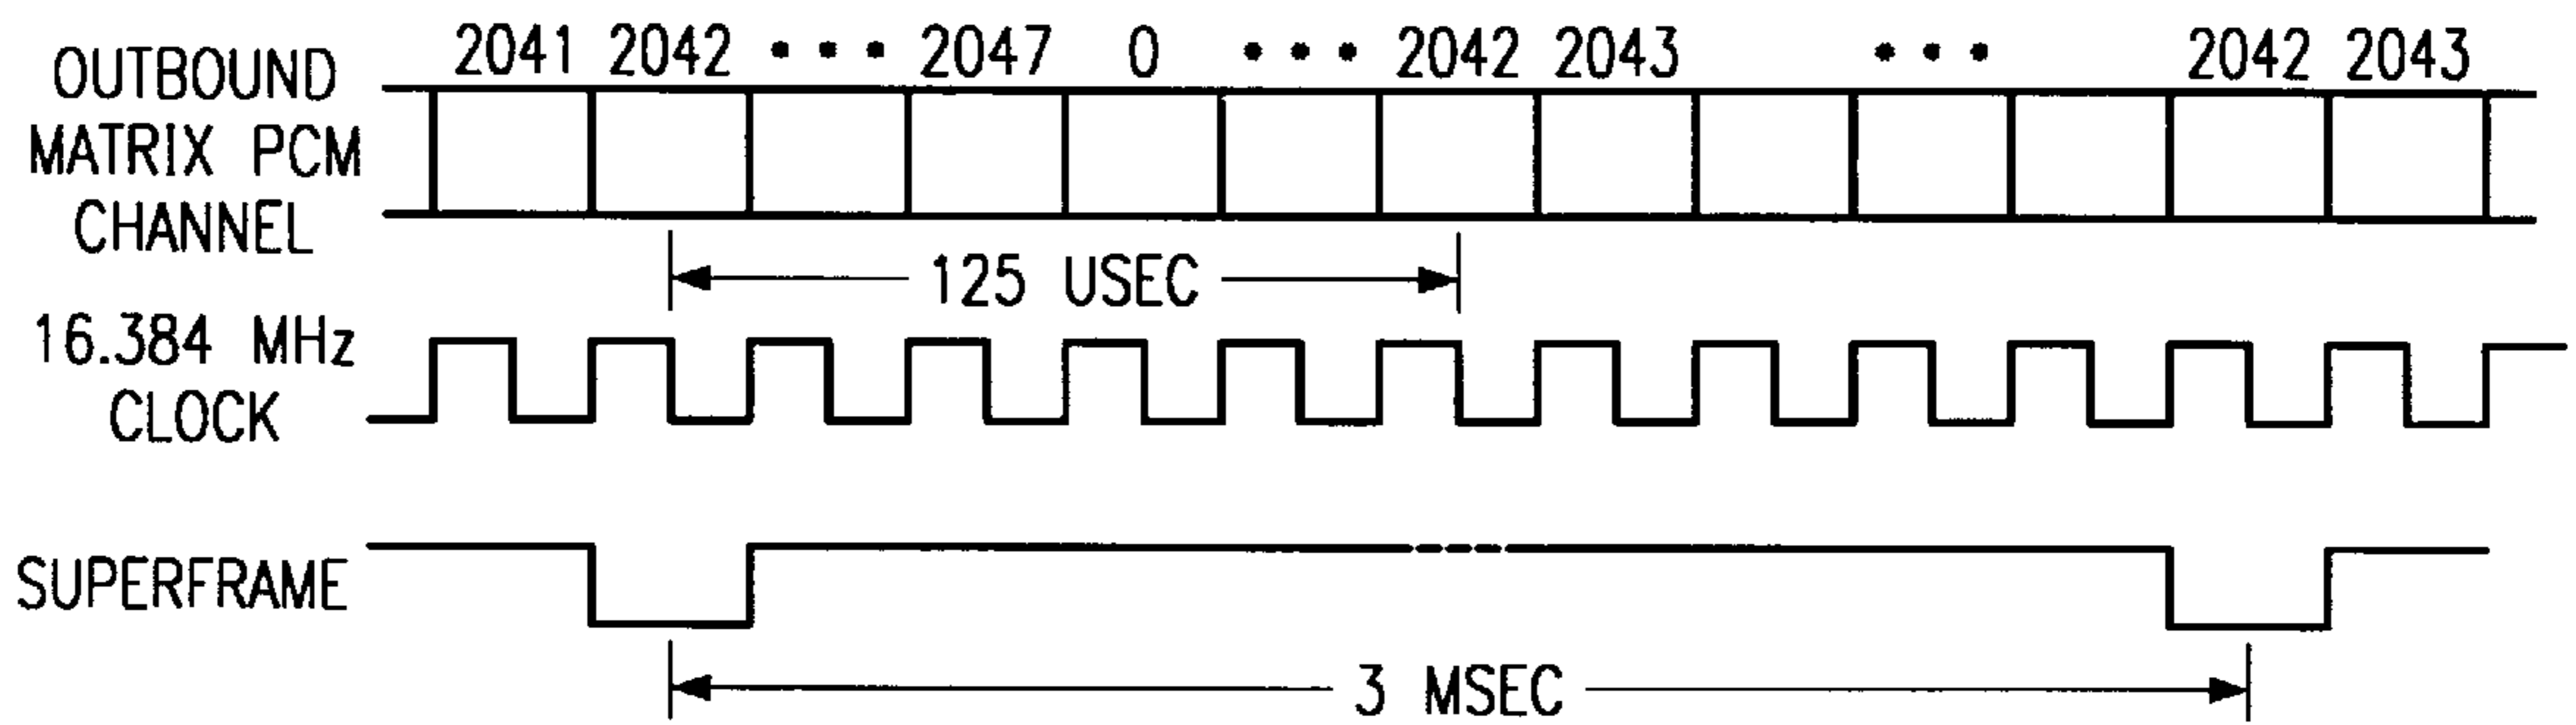 2041 2042 • • • 2047 0 • • • 2042 2043 • • • 2042 2043
OUTBOUND
MATRIX PCM
CHANNEL
125 USEC
16.384 MHz
CLOCK
SUPERFRAME
3 MSEC